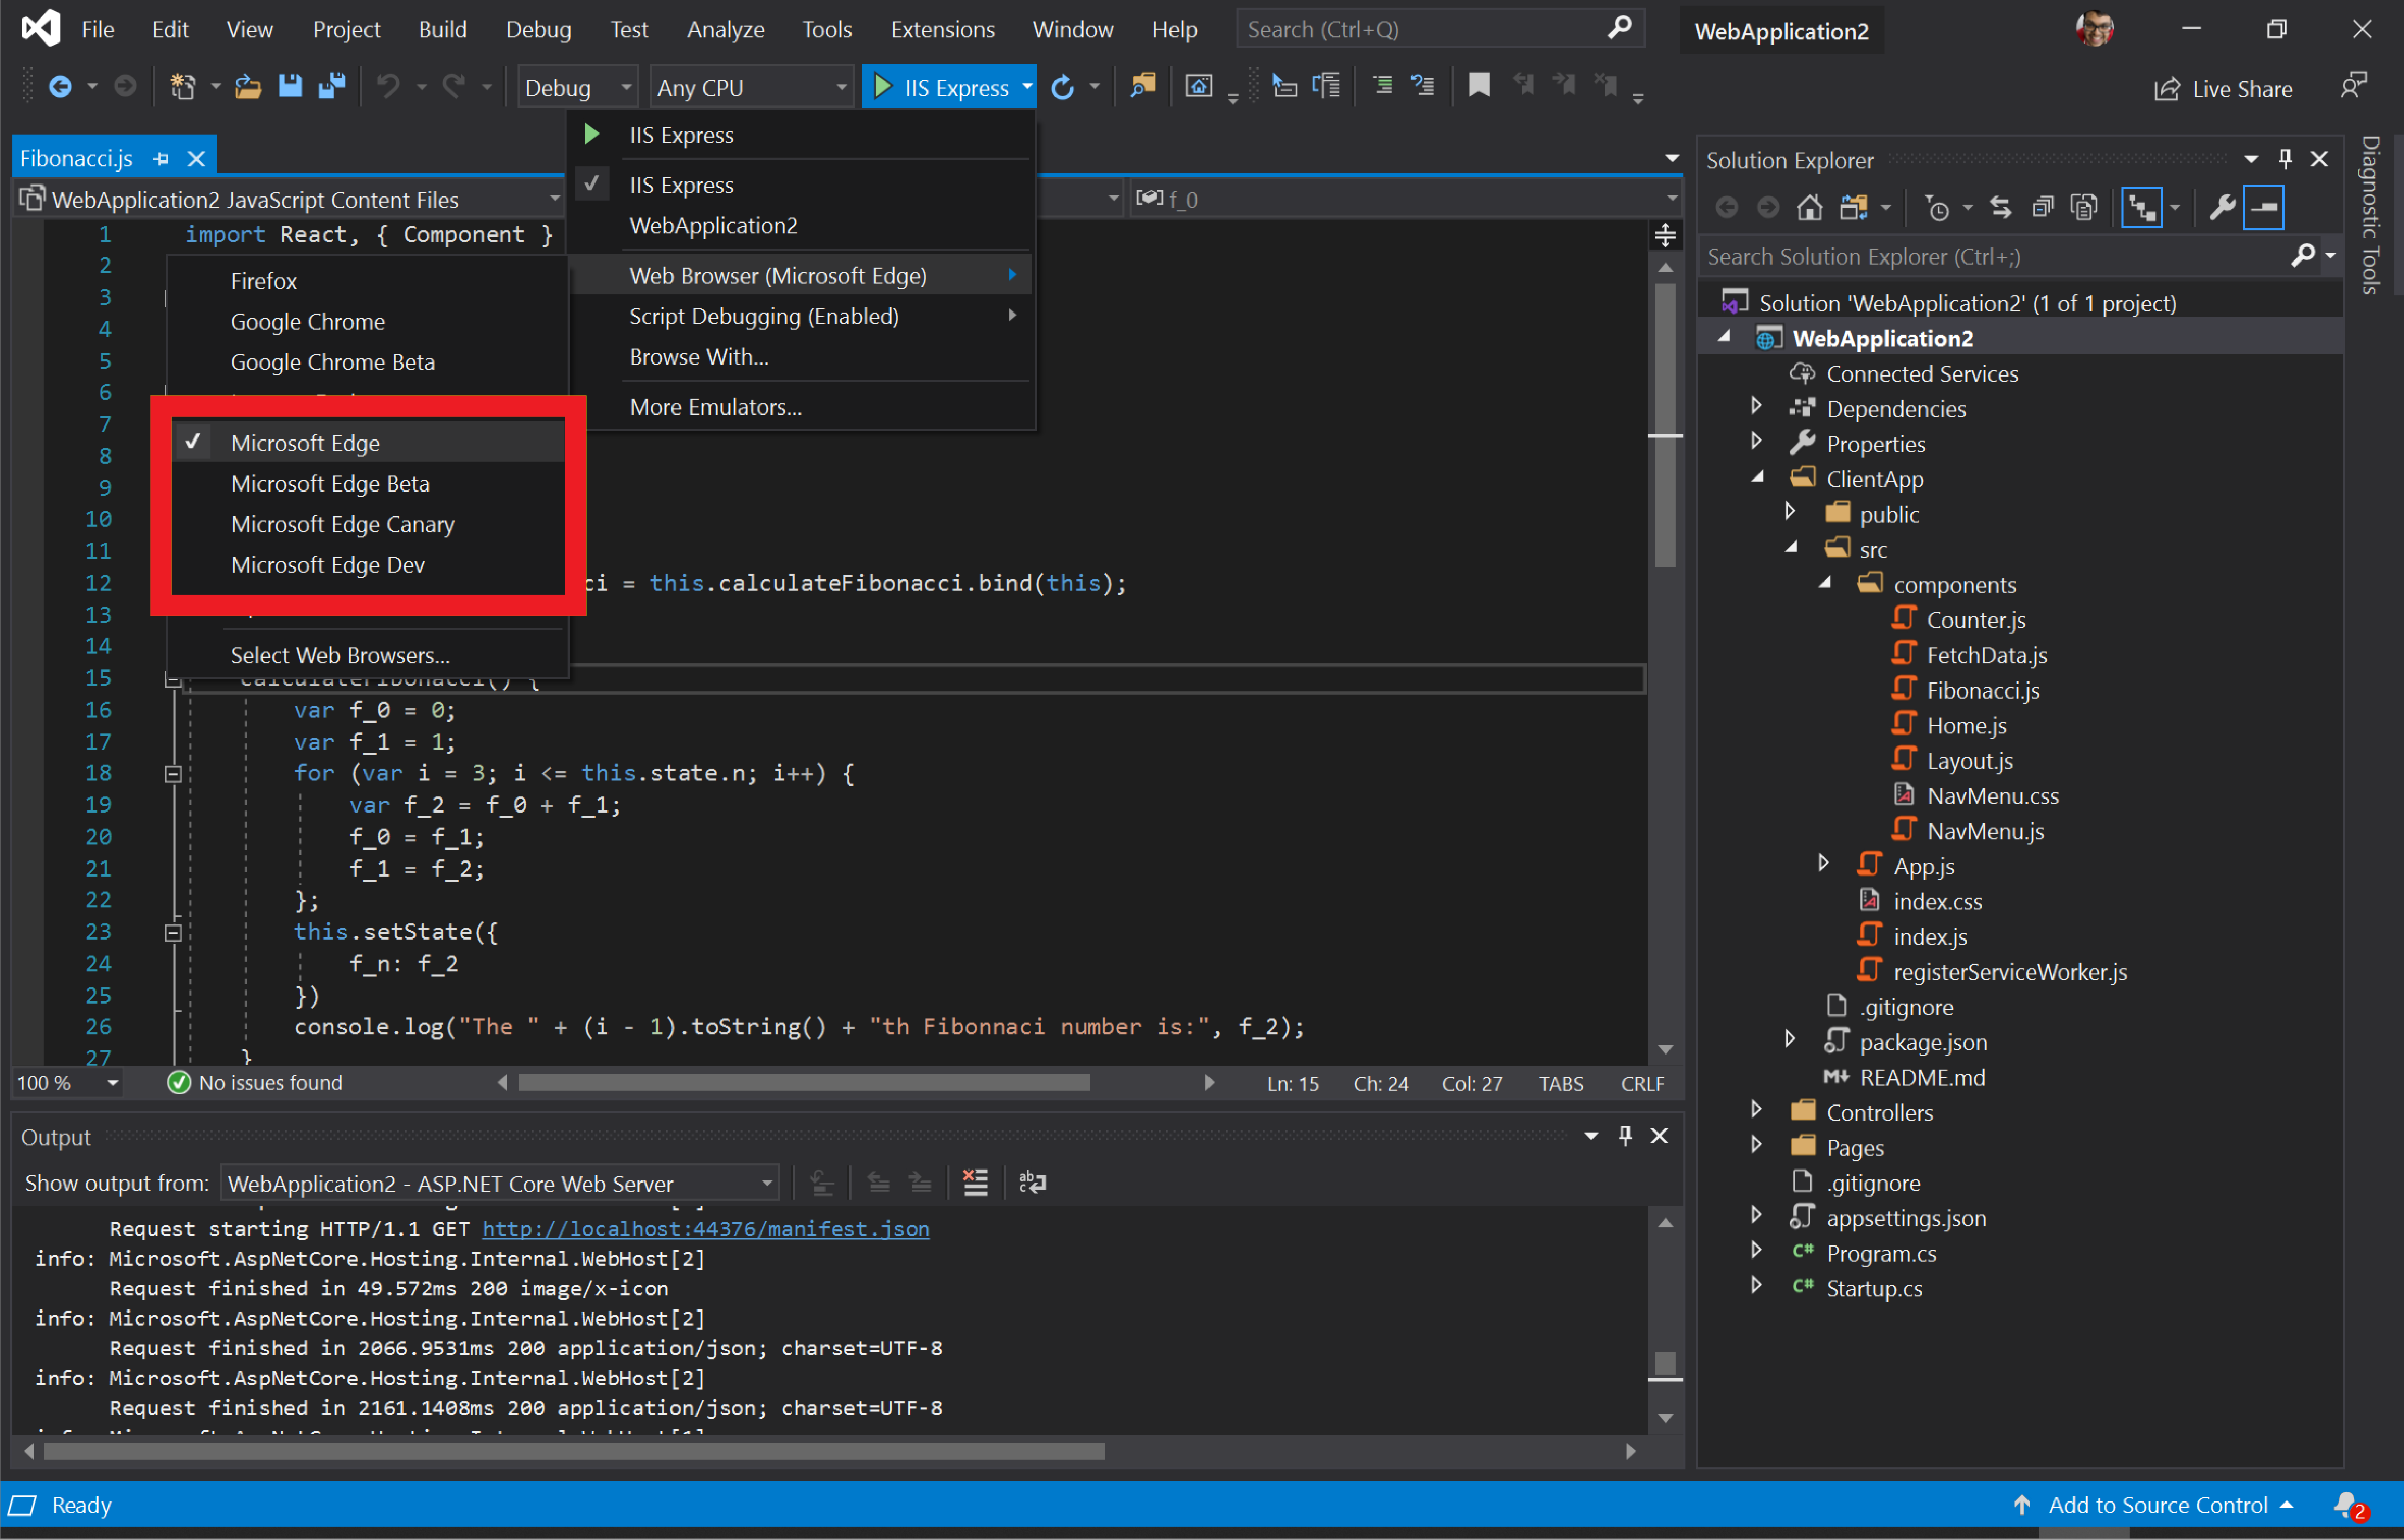 File Edit View Project Build Debug Test Analyze Tools Extensions Window Help Search (Ctrl+Q) WebApplication2
Debug Any CPU IIS Express Live Share
Fibonacci.js
WebApplication2 JavaScript Content Files f_0
IIS Express
IIS Express
WebApplication2
Web Browser (Microsoft Edge)
Script Debugging (Enabled)
Browse With...
More Emulators...
Firefox
Google Chrome
Google Chrome Beta
Microsoft Edge
Microsoft Edge Beta
Microsoft Edge Canary
Microsoft Edge Dev
Select Web Browsers...
1 import React, { Component }
2
3
4
5
6
7
8
9
10
11
12 ci = this.calculateFibonacci.bind(this);
13
14
15 calculateFibonacci() {
16 var f_0 = 0;
17 var f_1 = 1;
18 for (var i = 3; i <= this.state.n; i++) {
19 var f_2 = f_0 + f_1;
20 f_0 = f_1;
21 f_1 = f_2;
22 };
23 this.setState({
24 f_n: f_2
25 })
26 console.log("The " + (i - 1).toString() + "th Fibonnaci number is:", f_2);
27 }
100 % No issues found Ln: 15 Ch: 24 Col: 27 TABS CRLF
Output
Show output from: WebApplication2 - ASP.NET Core Web Server
Request starting HTTP/1.1 GET http://localhost:44376/manifest.json
info: Microsoft.AspNetCore.Hosting.Internal.WebHost[2]
Request finished in 49.572ms 200 image/x-icon
info: Microsoft.AspNetCore.Hosting.Internal.WebHost[2]
Request finished in 2066.9531ms 200 application/json; charset=UTF-8
info: Microsoft.AspNetCore.Hosting.Internal.WebHost[2]
Request finished in 2161.1408ms 200 application/json; charset=UTF-8
Solution Explorer
Search Solution Explorer (Ctrl+;)
Solution 'WebApplication2' (1 of 1 project)
WebApplication2
Connected Services
Dependencies
Properties
ClientApp
public
src
components
Counter.js
FetchData.js
Fibonacci.js
Home.js
Layout.js
NavMenu.css
NavMenu.js
App.js
index.css
index.js
registerServiceWorker.js
.gitignore
package.json
README.md
Controllers
Pages
.gitignore
appsettings.json
C# Program.cs
C# Startup.cs
Diagnostic Tools
Ready Add to Source Control 2